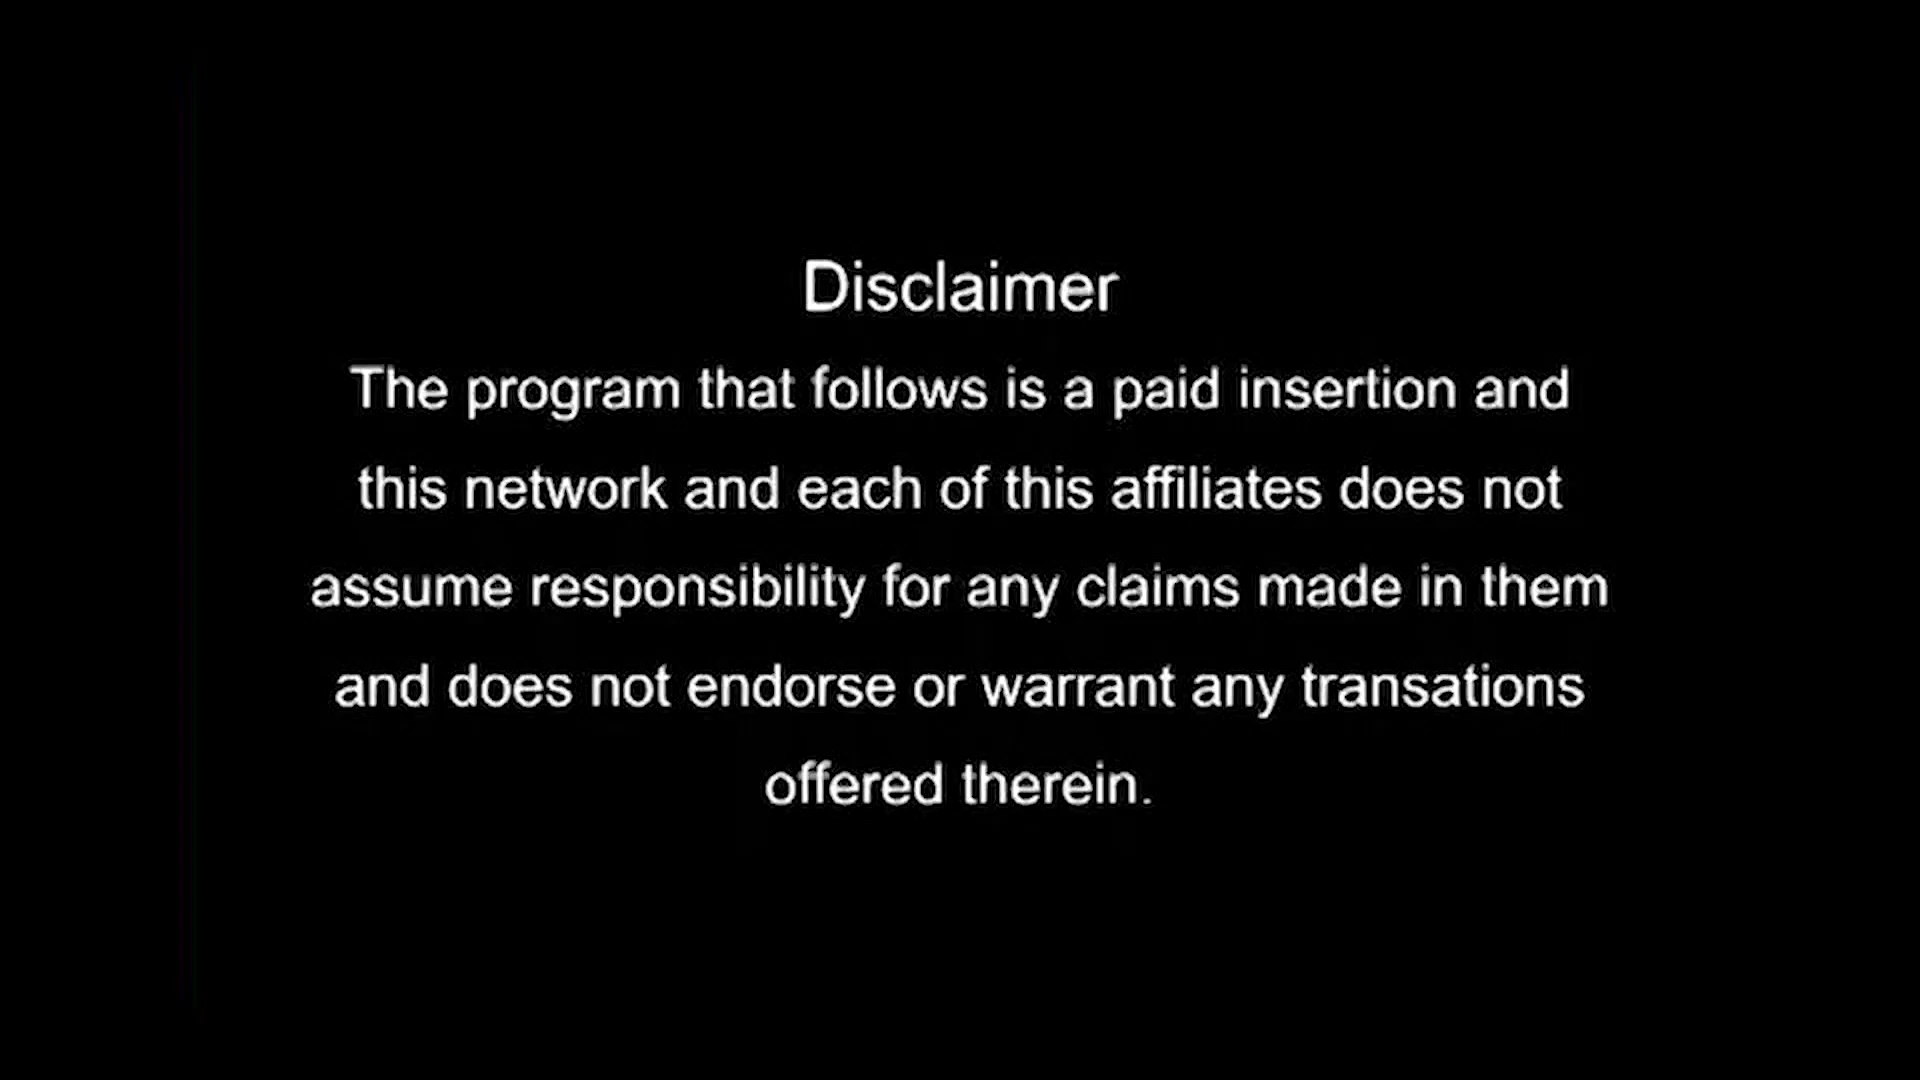 Disclaimer
The program that follows is a paid insertion and
this network and each of this affiliates does not
assume responsibility for any claims made in them
and does not endorse or warrant any transations
offered therein.